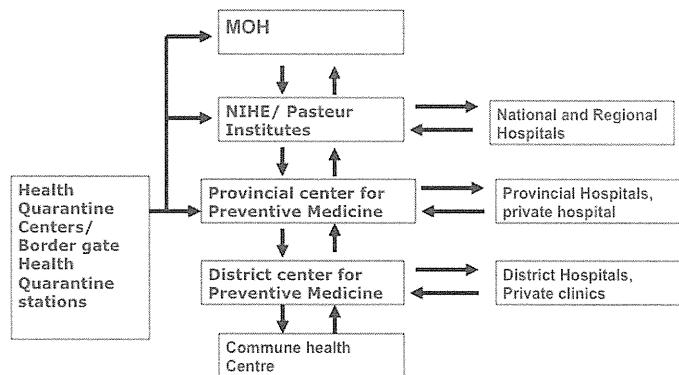 MOH
NIHE/ Pasteur
Institutes
National and Regional
Hospitals
Health
Quarantine
Centers/
Border gate
Health
Quarantine
stations
Provincial center for
Preventive Medicine
Provincial Hospitals,
private hospital
District center for
Preventive Medicine
District Hospitals,
Private clinics
Commune health
Centre